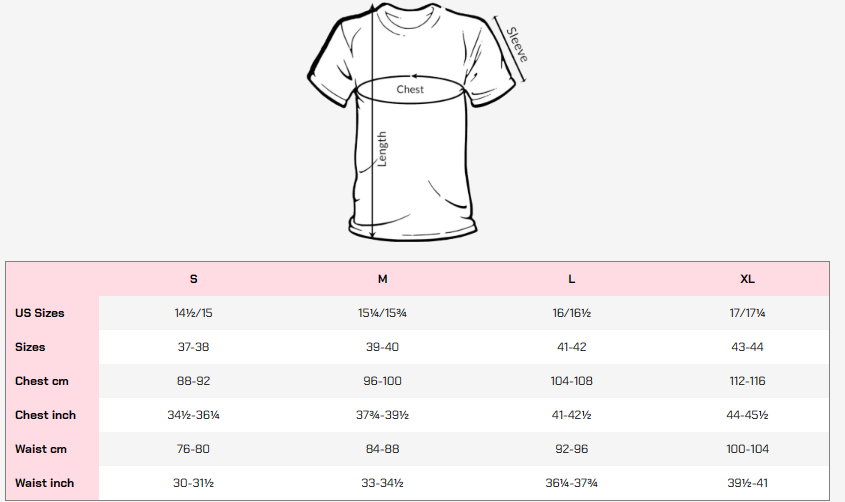 Sleeve
Chest
Length
S M L XL
US Sizes 14½/15 15¼/15¾ 16/16½ 17/17¼
Sizes 37-38 39-40 41-42 43-44
Chest cm 88-92 96-100 104-108 112-116
Chest inch 34½-36¼ 37¾-39½ 41-42½ 44-45½
Waist cm 76-80 84-88 92-96 100-104
Waist inch 30-31½ 33-34½ 36¼-37¾ 39½-41